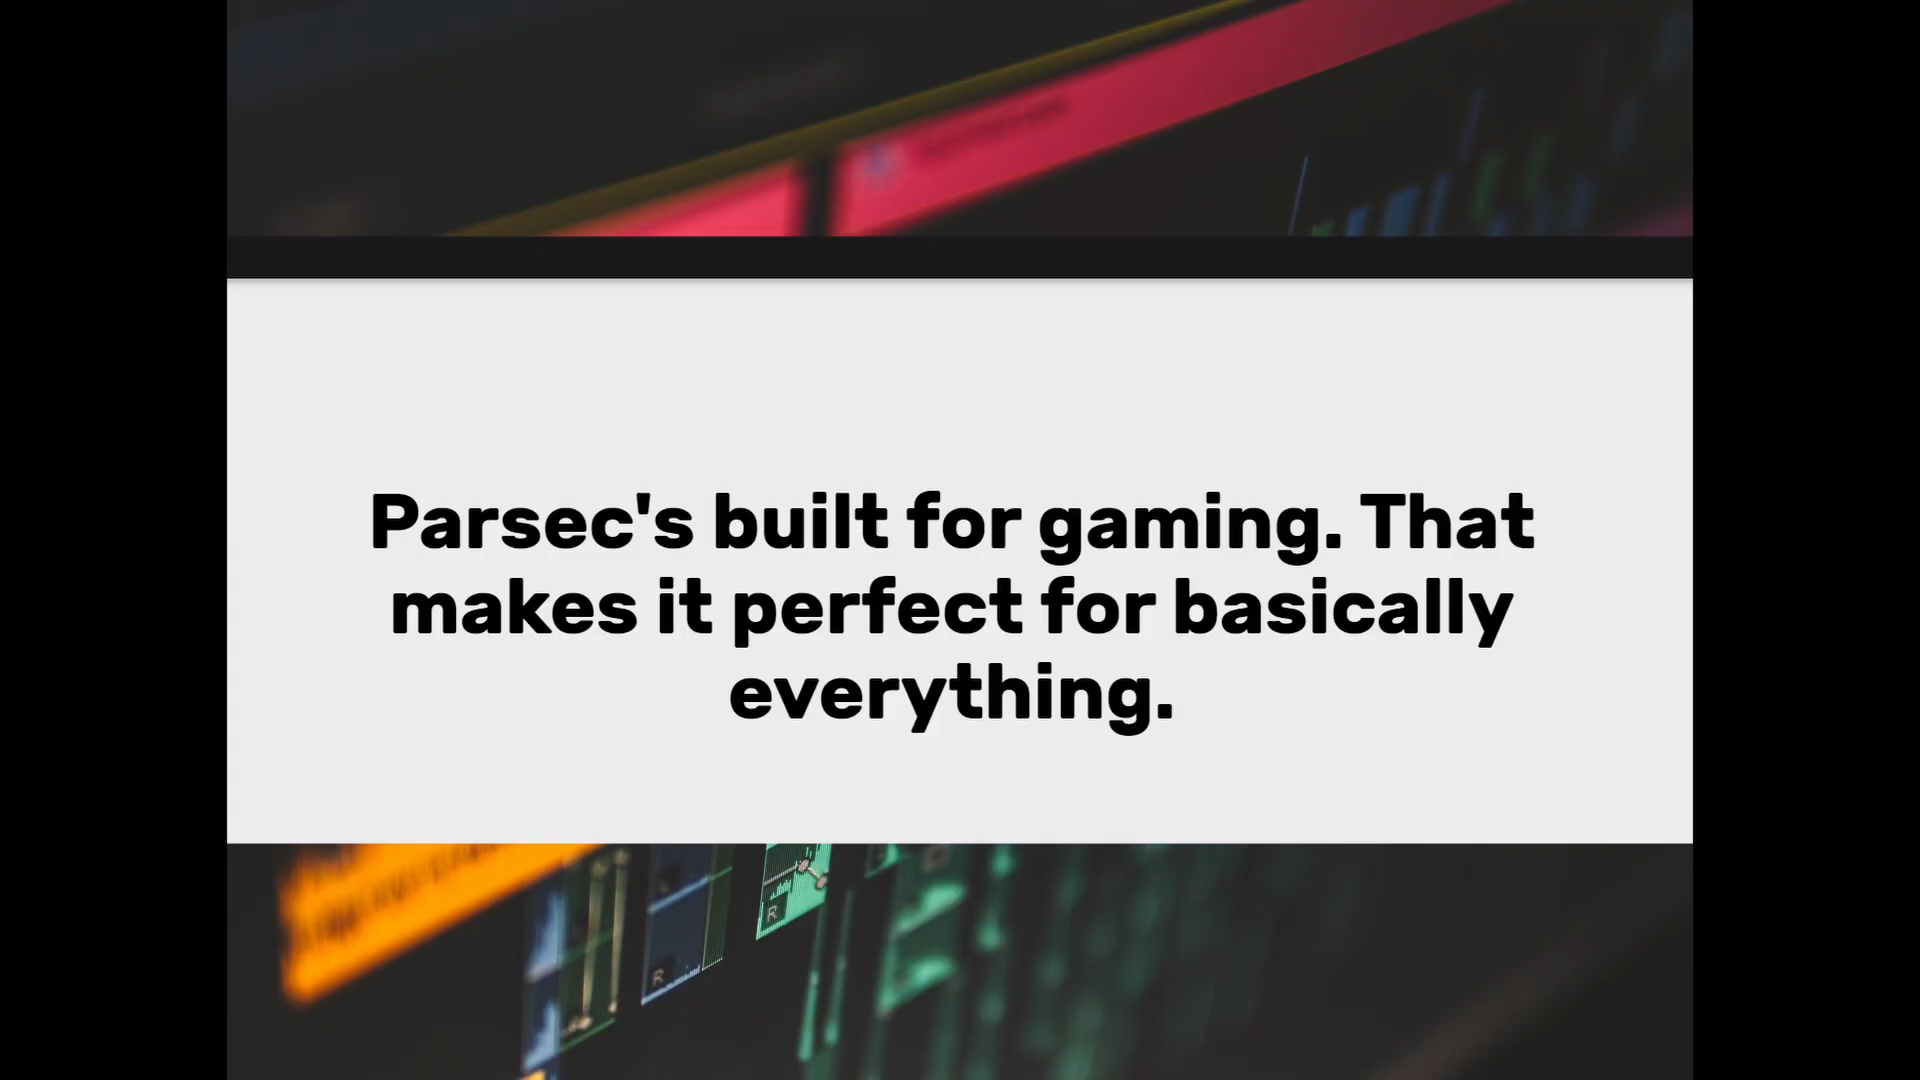 Parsec's built for gaming. That
makes it perfect for basically
everything.
R
R